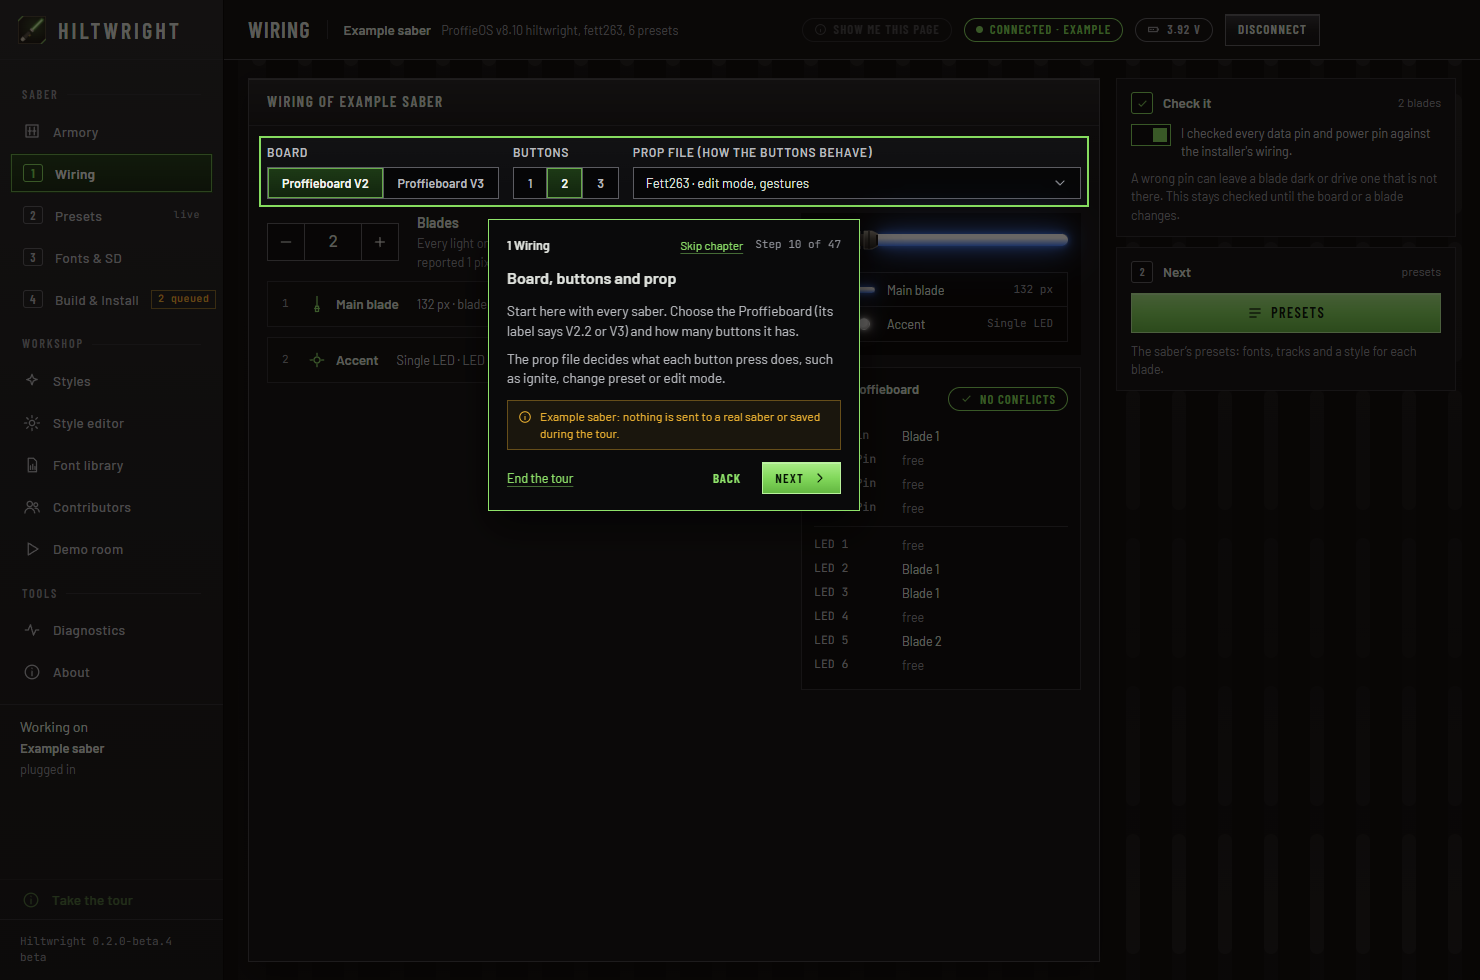 HILTWRIGHT
SABER
Armory
1 Wiring
2 Presets live
3 Fonts & SD
4 Build & Install 2 queued
WORKSHOP
Styles
Style editor
Font library
Contributors
Demo room
TOOLS
Diagnostics
About
Working on
Example saber
plugged in
Take the tour
Hiltwright 0.2.0-beta.4
beta
WIRING Example saber ProffieOS v8.10 hiltwright, fett263, 6 presets
SHOW ME THIS PAGE CONNECTED · EXAMPLE 3.92 V DISCONNECT
WIRING OF EXAMPLE SABER
BOARD BUTTONS PROP FILE (HOW THE BUTTONS BEHAVE)
Proffieboard V2 Proffieboard V3 1 2 3 Fett263 · edit mode, gestures
2
Blades
Every light
reported 1
1 Main blade 132 px · blade
2 Accent Single LED · LED
1 Wiring Skip chapter Step 10 of 47
Board, buttons and prop
Start here with every saber. Choose the Proffieboard (its
label says V2.2 or V3) and how many buttons it has.
The prop file decides what each button press does, such
as ignite, change preset or edit mode.
Example saber: nothing is sent to a real saber or saved
during the tour.
End the tour BACK NEXT
Main blade 132 px
Accent Single LED
offieboard NO CONFLICTS
in Blade 1
in free
in free
in free
LED 1 free
LED 2 Blade 1
LED 3 Blade 1
LED 4 free
LED 5 Blade 2
LED 6 free
Check it 2 blades
I checked every data pin and power pin against
the installer's wiring.
A wrong pin can leave a blade dark or drive one that is not
there. This stays checked until the board or a blade
changes.
2 Next presets
PRESETS
The saber's presets: fonts, tracks and a style for each
blade.